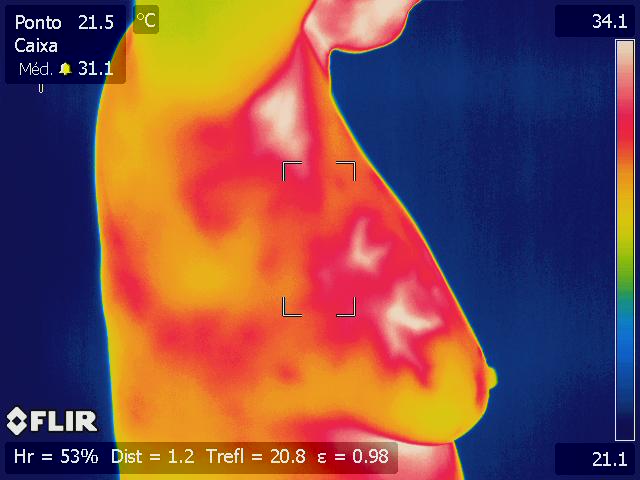 Ponto 21.5 °C
Caixa
Méd. 31.1
34.1
FLIR
Hr = 53% Dist = 1.2 Trefl = 20.8 ε = 0.98
21.1